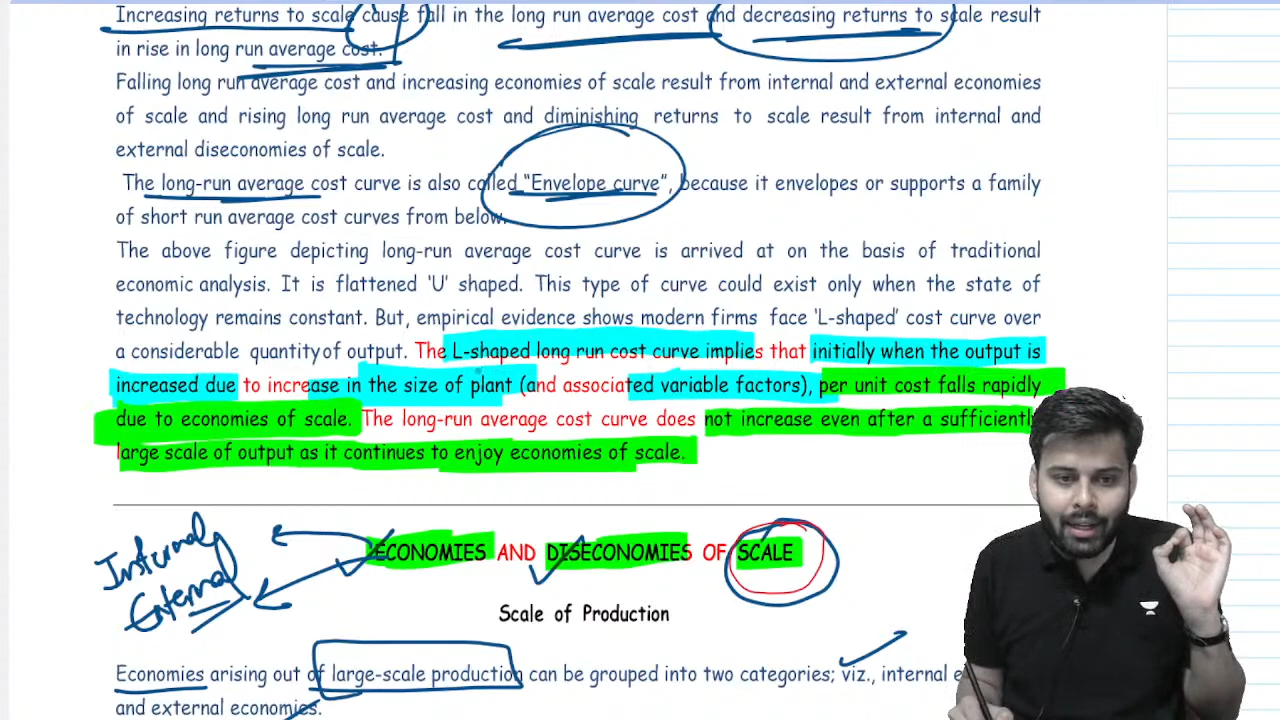 Increasing returns to scale cause fall in the long run average cost and decreasing returns to scale result
in rise in long run average cost.
Falling long run average cost and increasing economies of scale result from internal and external economies
of scale and rising long run average cost and diminishing returns to scale result from internal and
external diseconomies of scale.
The long-run average cost curve is also called “Envelope curve”, because it envelopes or supports a family
of short run average cost curves from below.
The above figure depicting long-run average cost curve is arrived at on the basis of traditional
economic analysis. It is flattened ‘U’ shaped. This type of curve could exist only when the state of
technology remains constant. But, empirical evidence shows modern firms face ‘L-shaped’ cost curve over
a considerable quantity of output. The L-shaped long run cost curve implies that initially when the output is
increased due to increase in the size of plant (and associated variable factors), per unit cost falls rapidly
due to economies of scale. The long-run average cost curve does not increase even after a sufficiently
large scale of output as it continues to enjoy economies of scale.
Internal
External
ECONOMIES AND DISECONOMIES OF SCALE
Scale of Production
Economies arising out of large-scale production can be grouped into two categories; viz., internal
and external economies.